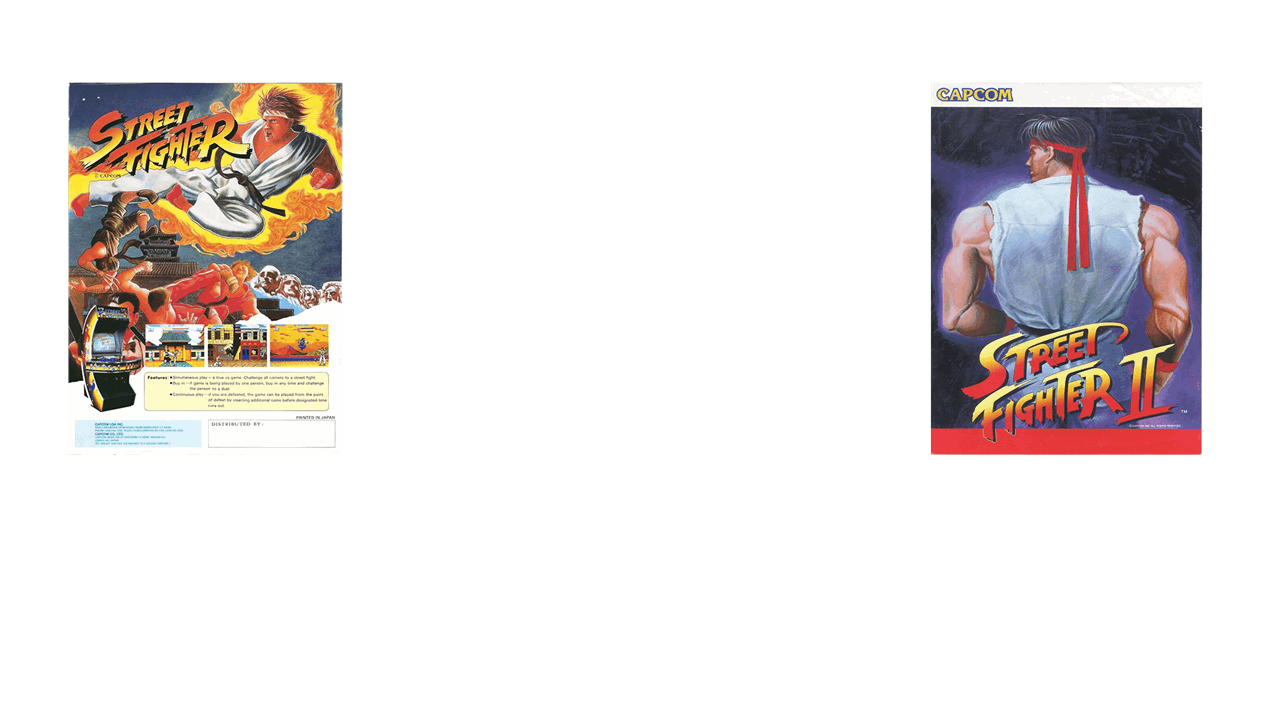 STREET
FIGHTER
© CAPCOM
Features: ●Simultaneous play — a true vs game. Challenge all comers to a street fight.
●Buy in — if game is being played by one person, buy in any time and challenge
the person to a duel.
●Continuous play — if you are defeated, the game can be played from the point
of defeat by inserting additional coins before designated time
runs out.
PRINTED IN JAPAN
CAPCOM USA INC.
CAPCOM CO., LTD.
DISTRIBUTED BY:
CAPCOM
STREET
FIGHTER II
TM